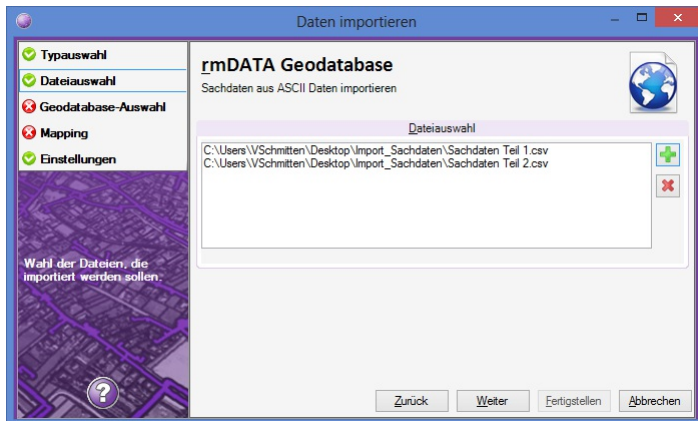 Daten importieren
Typauswahl
Dateiauswahl
Geodatabase-Auswahl
Mapping
Einstellungen
Wahl der Dateien, die
importiert werden sollen.
?
rmDATA Geodatabase
Sachdaten aus ASCII Daten importieren
Dateiauswahl
C:\Users\VSchmitten\Desktop\Import_Sachdaten\Sachdaten Teil 1.csv
C:\Users\VSchmitten\Desktop\Import_Sachdaten\Sachdaten Teil 2.csv
Zurück Weiter Fertigstellen Abbrechen